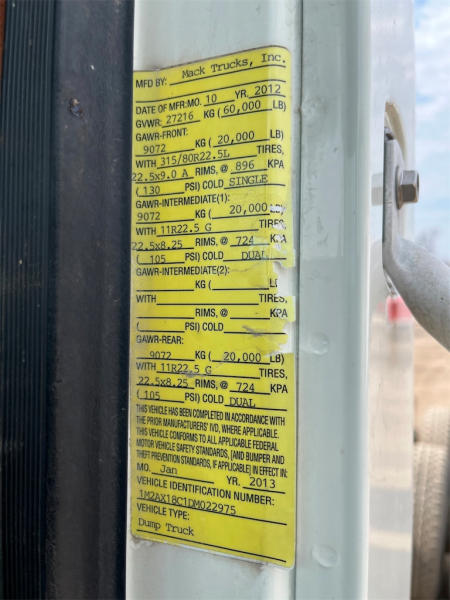 MFD BY: Mack Trucks, Inc.
DATE OF MFR: MO. 10 YR. 2012
GVWR: 27216 KG (60,000 LB)
GAWR-FRONT:
9072 KG (20,000 LB)
WITH 315/80R22.5L TIRES,
22.5x9.0 A RIMS, @ 896 KPA
(130 PSI) COLD SINGLE
GAWR-INTERMEDIATE(1):
9072 KG ( 20,000 LB)
WITH 11R22.5 G TIRES,
22.5x8.25 RIMS, @ 724 KPA
(105 PSI) COLD DUAL
GAWR-INTERMEDIATE(2):
KG ( LB
WITH TIRES,
RIMS, @ KPA
( PSI) COLD
GAWR-REAR:
9072 KG (20,000 LB)
WITH 11R22.5 G TIRES,
22.5x8.25 RIMS, @ 724 KPA
(105 PSI) COLD DUAL
THIS VEHICLE HAS BEEN COMPLETED IN ACCORDANCE WITH
THE PRIOR MANUFACTURERS' IVD, WHERE APPLICABLE.
THIS VEHICLE CONFORMS TO ALL APPLICABLE FEDERAL
MOTOR VEHICLE SAFETY STANDARDS, [AND BUMPER AND
THEFT PREVENTION STANDARDS, IF APPLICABLE] IN EFFECT IN:
MO. Jan YR. 2013
VEHICLE IDENTIFICATION NUMBER:
1M2AX18C1DM022975
VEHICLE TYPE:
Dump Truck